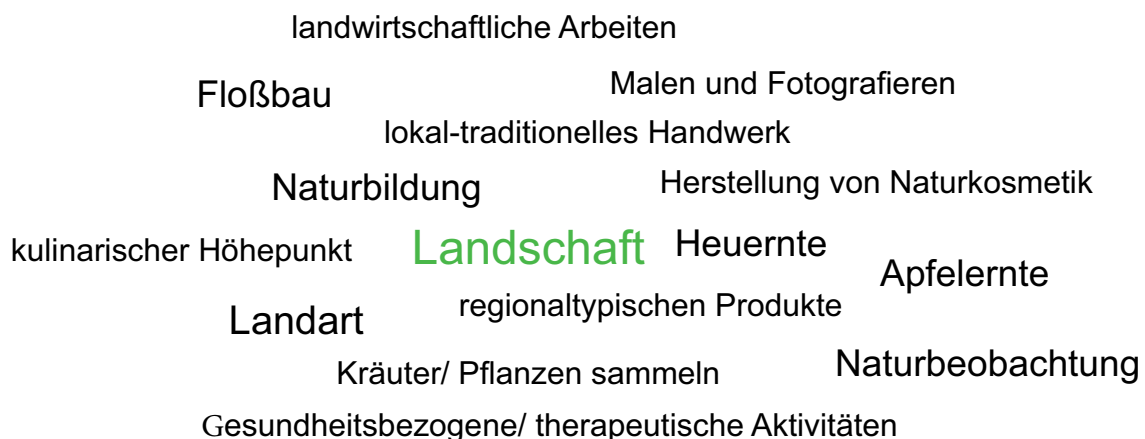 landwirtschaftliche Arbeiten
Floßbau
Malen und Fotografieren
lokal-traditionelles Handwerk
Naturbildung
Herstellung von Naturkosmetik
kulinarischer Höhepunkt
Landschaft
Heuernte
Apfelernte
Landart
regionaltypischen Produkte
Kräuter/ Pflanzen sammeln
Naturbeobachtung
Gesundheitsbezogene/ therapeutische Aktivitäten